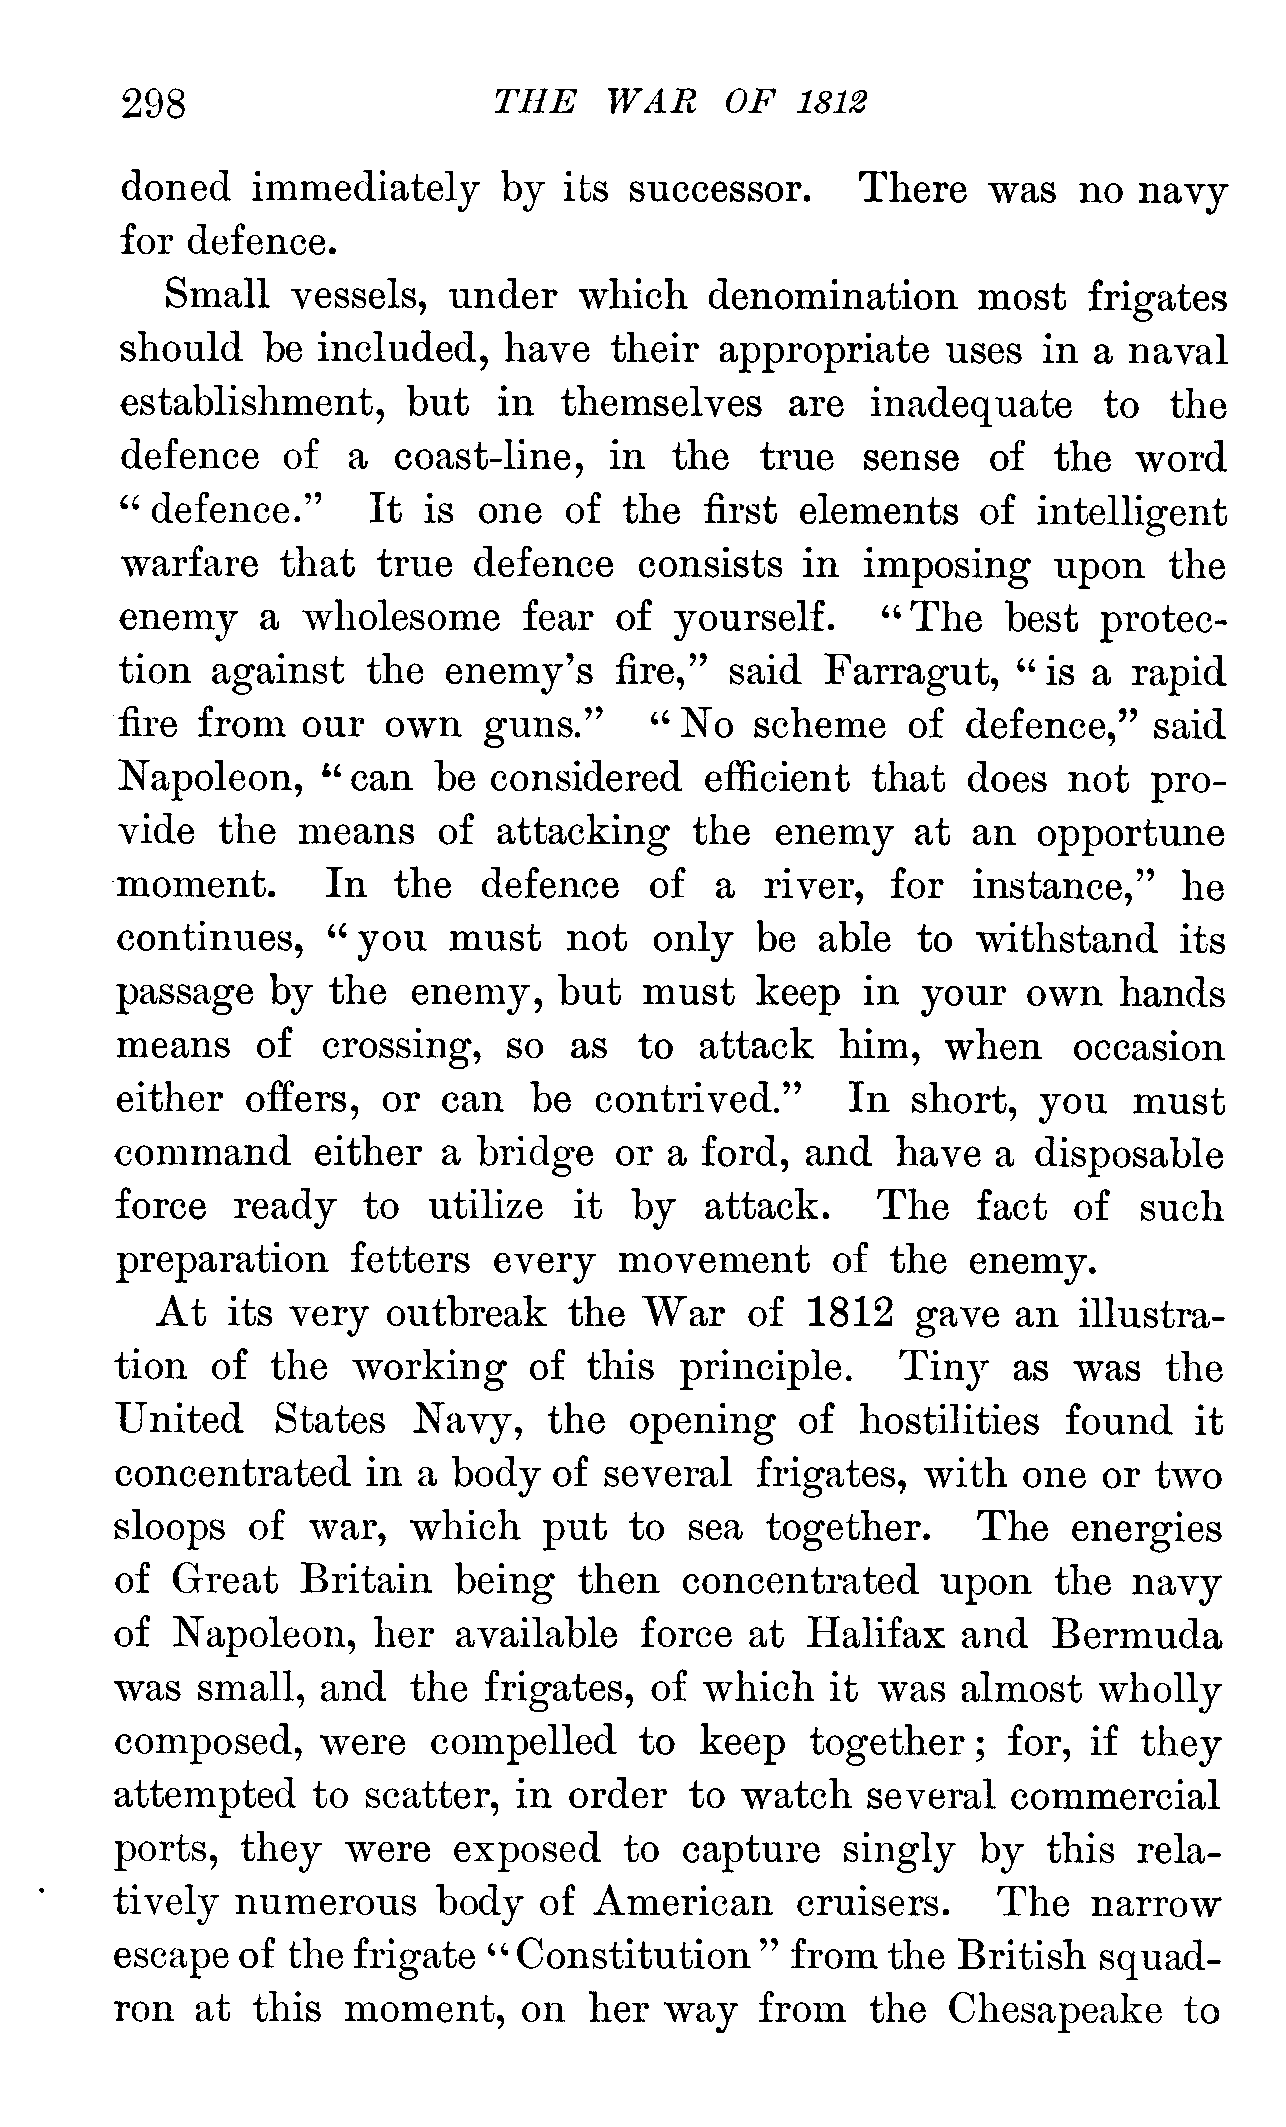 298 THE WAR OF 1812
doned immediately by its successor. There was no navy
for defence.
Small vessels, under which denomination most frigates
should be included, have their appropriate uses in a naval
establishment, but in themselves are inadequate to the
defence of a coast-line, in the true sense of the word
“defence.” It is one of the first elements of intelligent
warfare that true defence consists in imposing upon the
enemy a wholesome fear of yourself. “The best protec-
tion against the enemy’s fire,” said Farragut, “is a rapid
fire from our own guns.” “No scheme of defence,” said
Napoleon, “can be considered efficient that does not pro-
vide the means of attacking the enemy at an opportune
moment. In the defence of a river, for instance,” he
continues, “you must not only be able to withstand its
passage by the enemy, but must keep in your own hands
means of crossing, so as to attack him, when occasion
either offers, or can be contrived.” In short, you must
command either a bridge or a ford, and have a disposable
force ready to utilize it by attack. The fact of such
preparation fetters every movement of the enemy.
At its very outbreak the War of 1812 gave an illustra-
tion of the working of this principle. Tiny as was the
United States Navy, the opening of hostilities found it
concentrated in a body of several frigates, with one or two
sloops of war, which put to sea together. The energies
of Great Britain being then concentrated upon the navy
of Napoleon, her available force at Halifax and Bermuda
was small, and the frigates, of which it was almost wholly
composed, were compelled to keep together; for, if they
attempted to scatter, in order to watch several commercial
ports, they were exposed to capture singly by this rela-
tively numerous body of American cruisers. The narrow
escape of the frigate “Constitution” from the British squad-
ron at this moment, on her way from the Chesapeake to